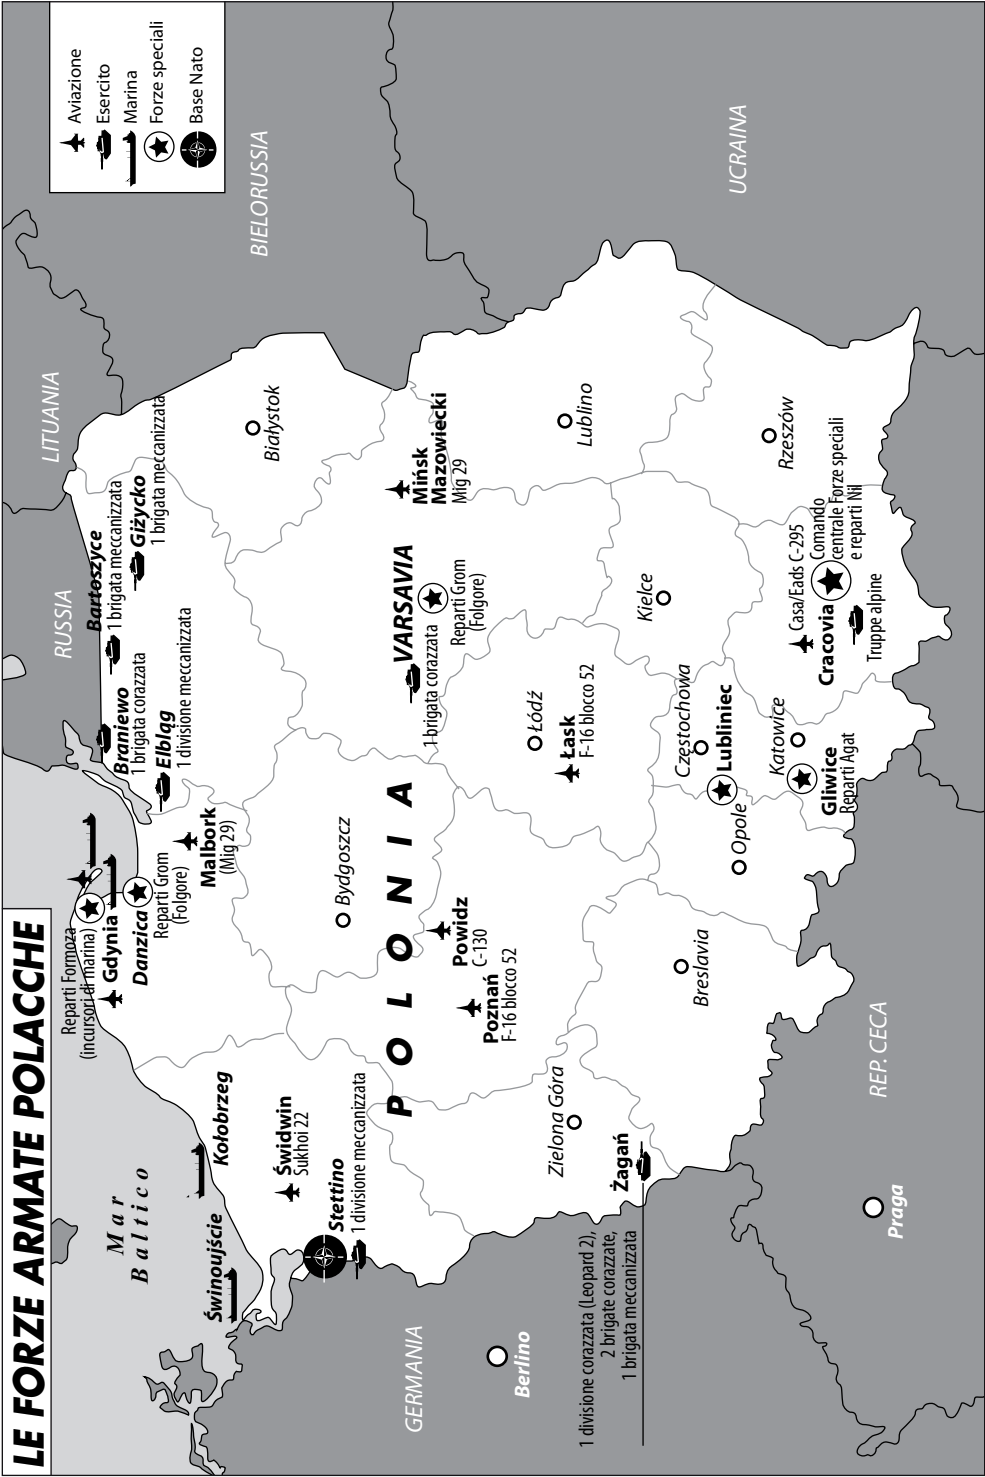 LE FORZE ARMATE POLACCHE
Aviazione
Esercito
Marina
Forze speciali
Base Nato
Mar
Baltico
RUSSIA
LITUANIA
BIELORUSSIA
UCRAINA
GERMANIA
REP. CECA
Berlino
Praga
POLONIA
Świnoujście
Kołobrzeg
Stettino
1 divisione meccanizzata
Świdwin
Sukhoi 22
Reparti Formoza
(incursori di marina)
Gdynia
Danzica
Reparti Grom
(Folgore)
Malbork
(Mig 29)
Braniewo
1 brigata corazzata
Elbląg
1 divisione meccanizzata
Bartoszyce
1 brigata meccanizzata
Giżycko
1 brigata meccanizzata
Białystok
Bydgoszcz
Powidz
C-130
Poznań
F-16 blocco 52
VARSAVIA
1 brigata corazzata
Reparti Grom
(Folgore)
Mińsk
Mazowiecki
Mig 29
Zielona Góra
Żagań
1 divisione corazzata (Leopard 2),
2 brigate corazzate,
1 brigata meccanizzata
Łódź
Łask
F-16 blocco 52
Lublino
Kielce
Breslavia
Opole
Częstochowa
Lubliniec
Katowice
Gliwice
Reparti Agat
Casa/Eads C-295
Cracovia
Comando
centrale Forze speciali
e reparti Nil
Truppe alpine
Rzeszów